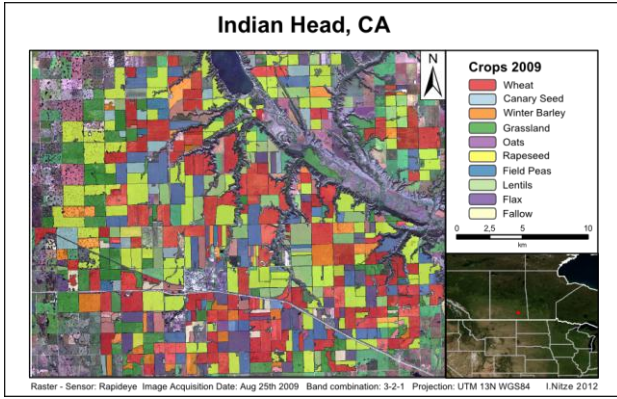 Indian Head, CA
N
Crops 2009
Wheat
Canary Seed
Winter Barley
Grassland
Oats
Rapeseed
Field Peas
Lentils
Flax
Fallow
0 2,5 5 10
km
Raster - Sensor: Rapideye Image Acquisition Date: Aug 25th 2009 Band combination: 3-2-1 Projection: UTM 13N WGS84 I.Nitze 2012